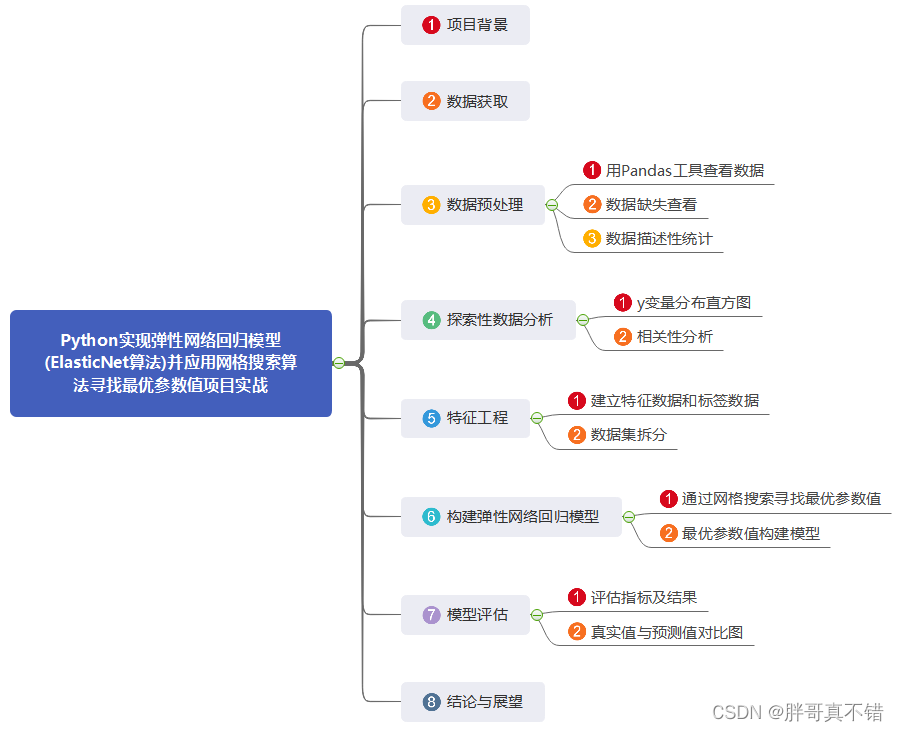 Python实现弹性网络回归模型
(ElasticNet算法)并应用网格搜索算
法寻找最优参数值项目实战
1 项目背景
2 数据获取
3 数据预处理
1 用Pandas工具查看数据
2 数据缺失查看
3 数据描述性统计
4 探索性数据分析
1 y变量分布直方图
2 相关性分析
5 特征工程
1 建立特征数据和标签数据
2 数据集拆分
6 构建弹性网络回归模型
1 通过网格搜索寻找最优参数值
2 最优参数值构建模型
7 模型评估
1 评估指标及结果
2 真实值与预测值对比图
8 结论与展望
CSDN @胖哥真不错